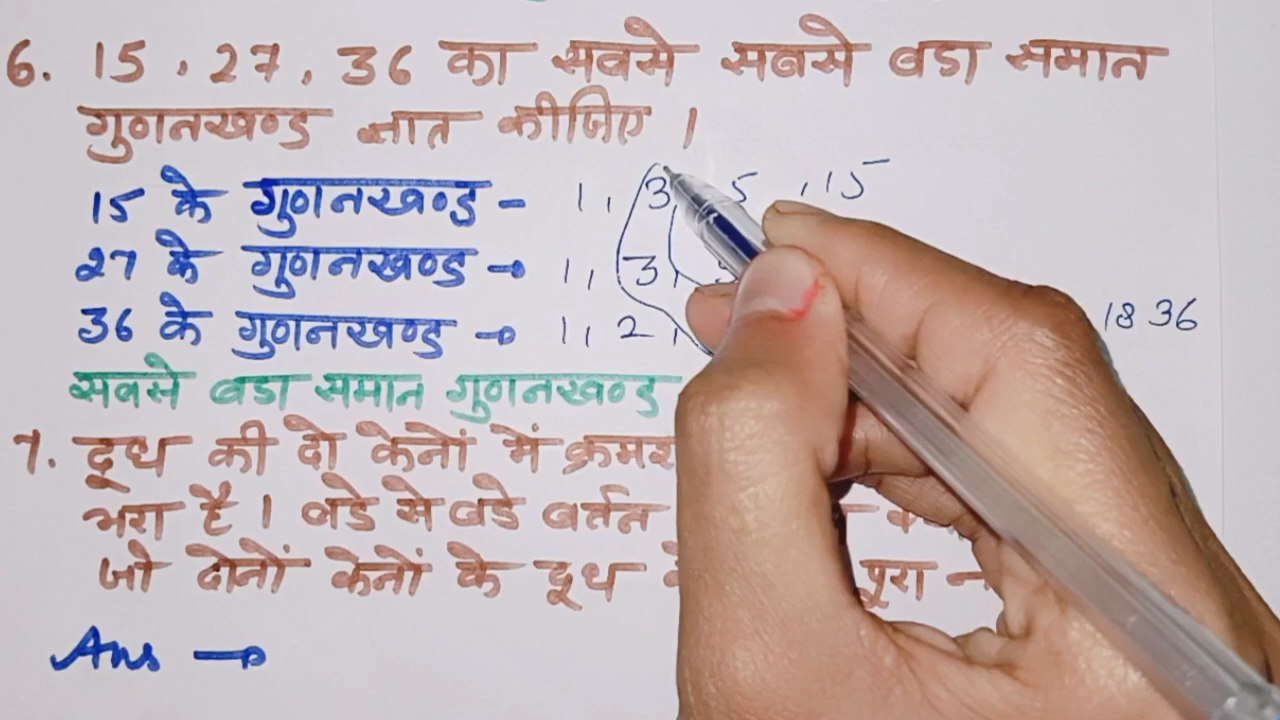 6. 15, 27, 36 का सबसे सबसे बडा समान
गुणनखण्ड ज्ञात कीजिए ।
15 के गुणनखण्ड - 1, 3 5 , 15
27 के गुणनखण्ड → 1, 3,
36 के गुणनखण्ड → 1, 2, 18 36
सबसे बडा समान गुणनखण्ड
7. दूध की दो केनों में
भरा है । बडे से बडे बर्तन
जो दोनों केनों के दूध पूरा
Ans →